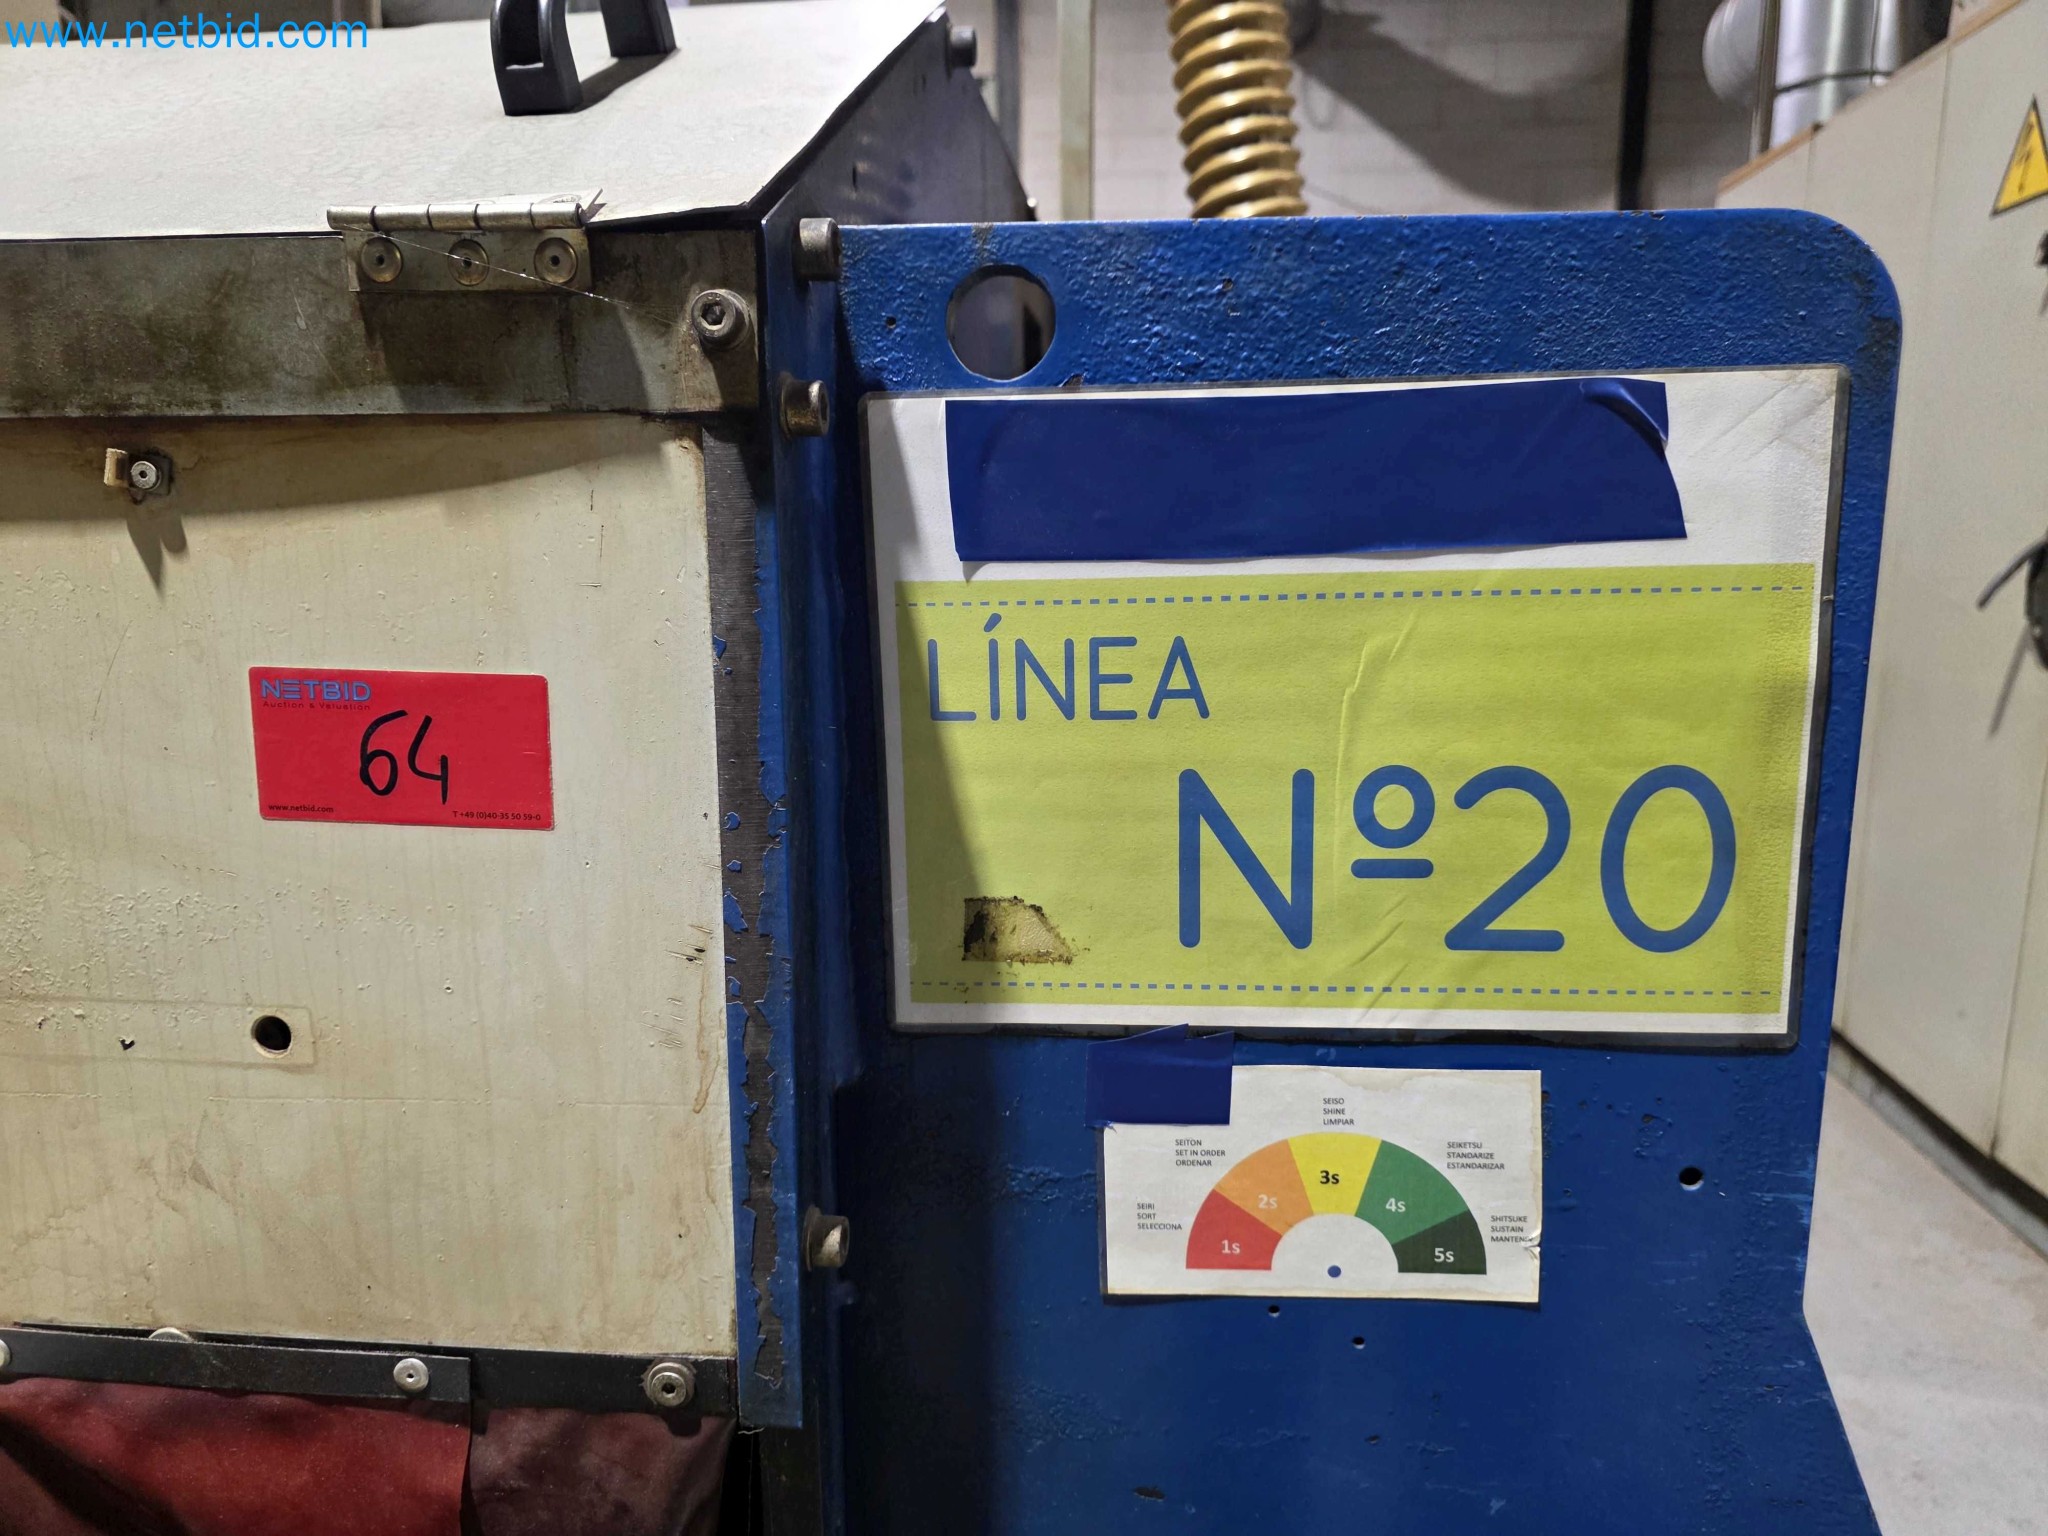 www.netbid.com
NETBID
Auction & Valuation
64
www.netbid.com
T +49 (0)40-35 50 59-0
LÍNEA
Nº20
SEISO
SHINE
LIMPIAR
SEITON
SET IN ORDER
ORDENAR
SEIKETSU
STANDARIZE
ESTANDARIZAR
SEIRI
SORT
SELECCIONA
SHITSUKE
SUSTAIN
1s
2s
3s
4s
5s